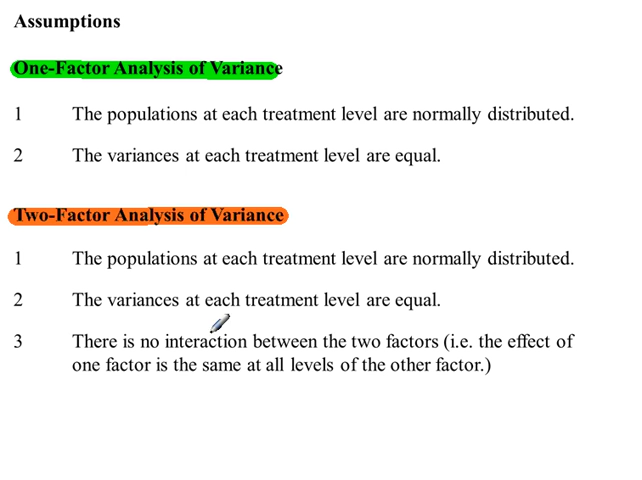 Assumptions
One-Factor Analysis of Variance
1 The populations at each treatment level are normally distributed.
2 The variances at each treatment level are equal.
Two-Factor Analysis of Variance
1 The populations at each treatment level are normally distributed.
2 The variances at each treatment level are equal.
3 There is no interaction between the two factors (i.e. the effect of
one factor is the same at all levels of the other factor.)